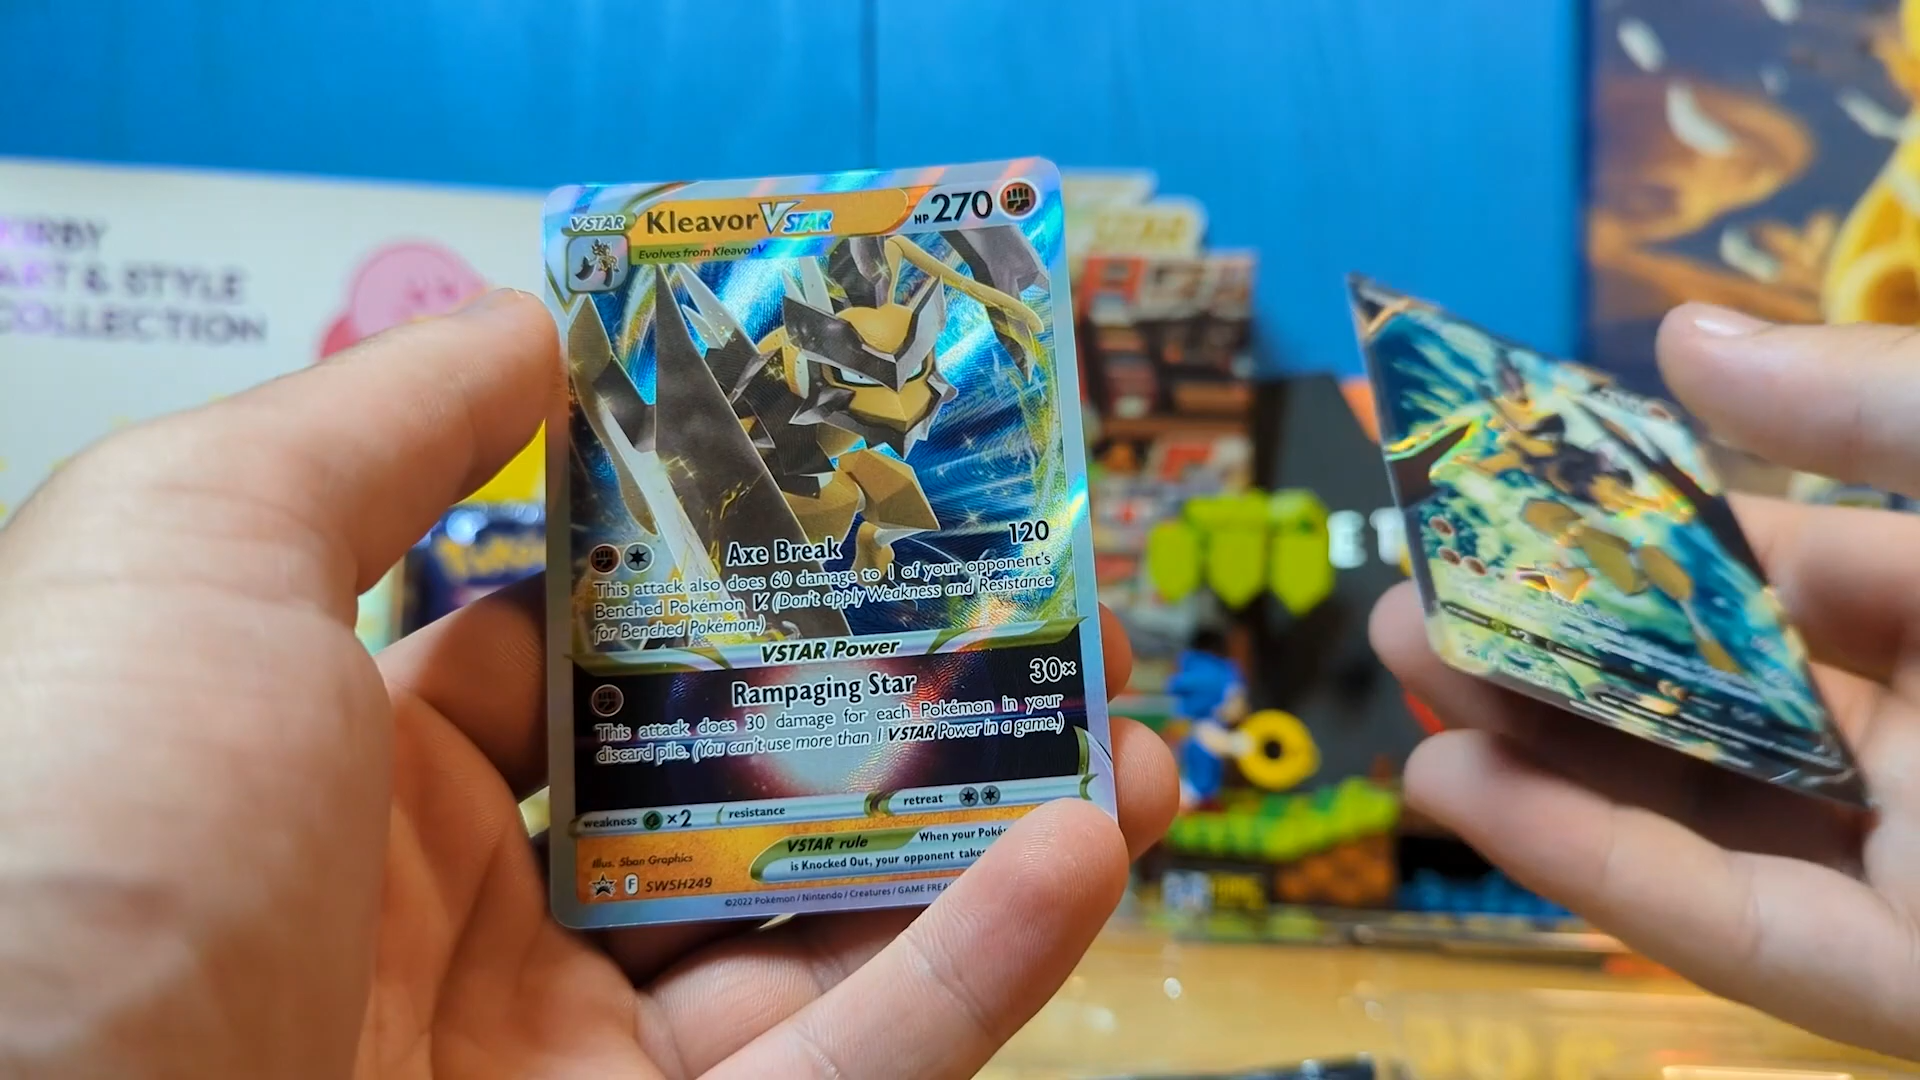 KIRBY
ART & STYLE
COLLECTION
VSTAR Kleavor VSTAR HP 270
Evolves from Kleavor V
Axe Break 120
This attack also does 60 damage to 1 of your opponent's
Benched Pokémon V. (Don't apply Weakness and Resistance
for Benched Pokémon.)
VSTAR Power
Rampaging Star 30×
This attack does 30 damage for each Pokémon in your
discard pile. (You can't use more than 1 VSTAR Power in a game.)
weakness ×2 resistance retreat
VSTAR rule When your Poké
is Knocked Out, your opponent take
Illus. 5ban Graphics
F SWSH249
©2022 Pokémon / Nintendo / Creatures / GAME FREA
×2